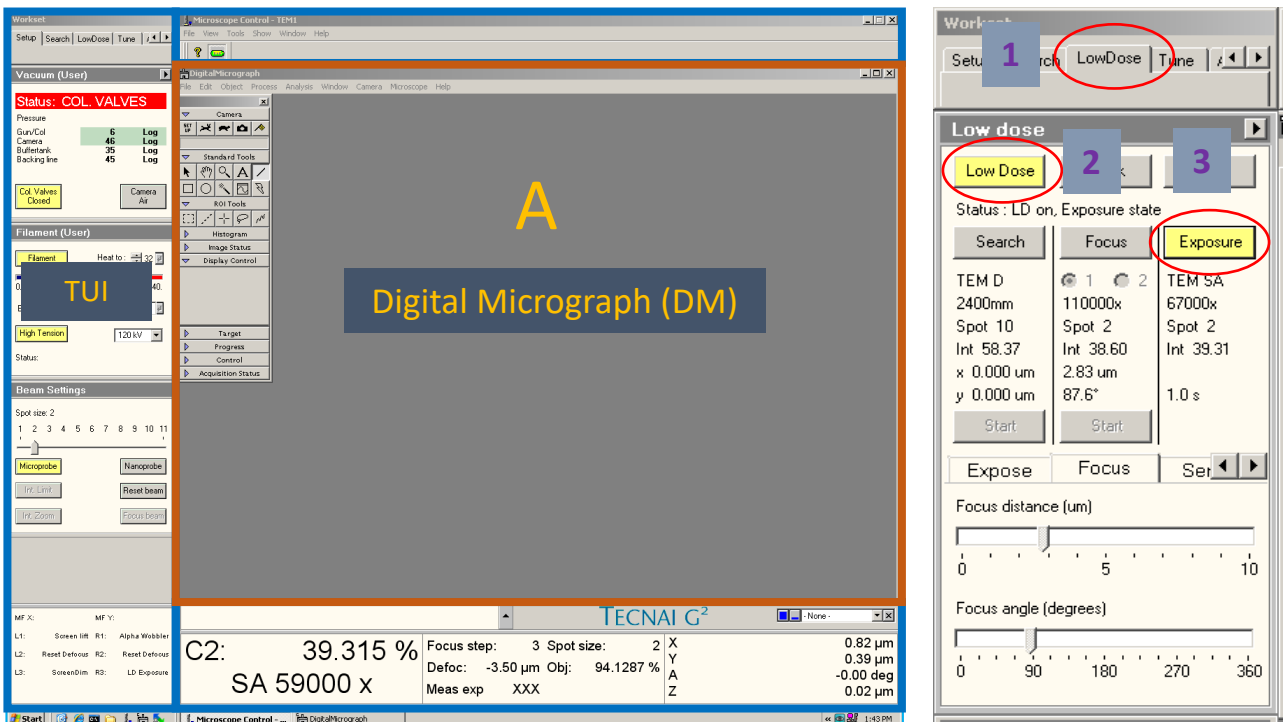 Workset
Setup Search LowDose Tune
Vacuum (User)
Status: COL. VALVES
Pressure
Gun/Col 6 Log
Camera 46 Log
Buffertank 35 Log
Backing line 45 Log
Col. Valves Closed
Camera Air
Filament (User)
Filament Heat to: 32
TUI
High Tension 120 kV
Status:
Beam Settings
Spot size: 2
1 2 3 4 5 6 7 8 9 10 11
Microprobe Nanoprobe
Int. Limit Reset beam
Int. Zoom Focus beam
MF X: MF Y:
L1: Screen lift R1: Alpha Wobbler
L2: Reset Defocus R2: Reset Defocus
L3: ScreenDim R3: LD Exposure
Microscope Control - TEM1
File View Tools Show Window Help
DigitalMicrograph
File Edit Object Process Analysis Window Camera Microscope Help
Camera
SET UP
Standard Tools
A
ROI Tools
Histogram
Image Status
Display Control
Target
Progress
Control
Acquisition Status
A
Digital Micrograph (DM)
TECNAI G²
- None -
C2: 39.315 %
SA 59000 x
Focus step: 3 Spot size: 2
Defoc: -3.50 µm Obj: 94.1287 %
Meas exp XXX
X 0.82 µm
Y 0.39 µm
A -0.00 deg
Z 0.02 µm
Start
Microscope Control - ...
DigitalMicrograph
1:43 PM
1
LowDose Tune
Low dose
Low Dose
2
3
Status : LD on, Exposure state
Search Focus Exposure
TEM D 1 2 TEM SA
2400mm 110000x 67000x
Spot 10 Spot 2 Spot 2
Int 58.37 Int 38.60 Int 39.31
x 0.000 um 2.83 um
y 0.000 um 87.6° 1.0 s
Start Start
Expose Focus
Focus distance (um)
0 5 10
Focus angle (degrees)
0 90 180 270 360